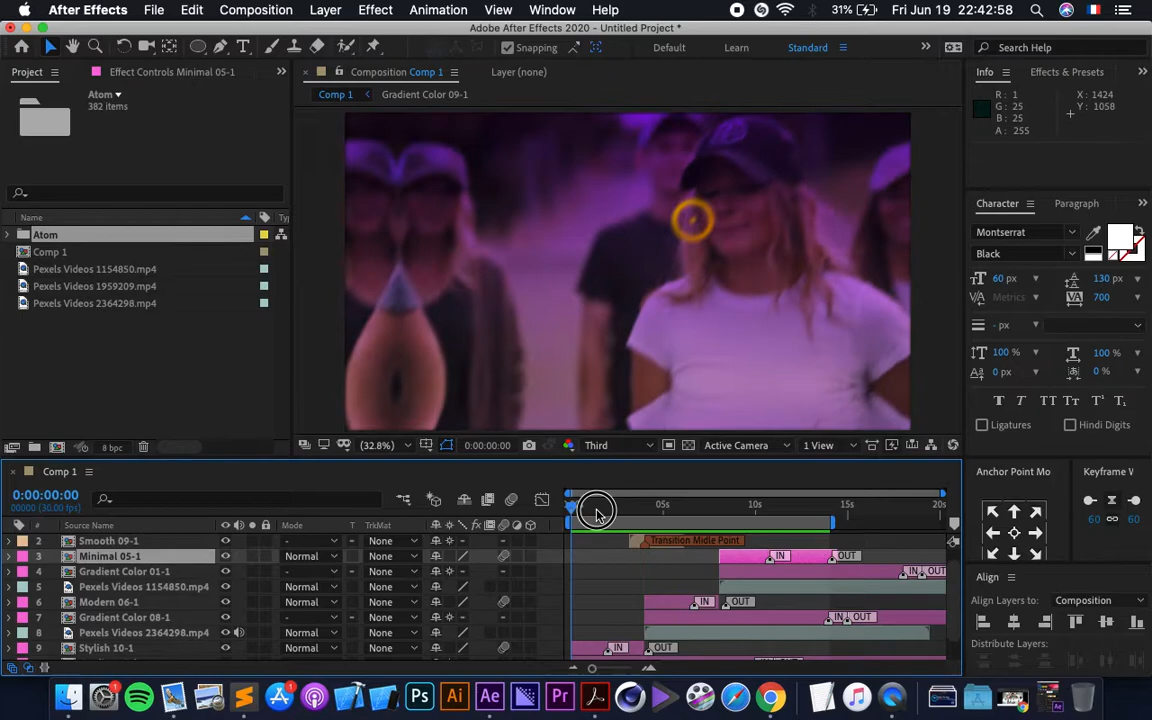 After Effects File Edit Composition Layer Effect Animation View Window Help 31% Fri Jun 19 22:42:58
Adobe After Effects 2020 - Untitled Project *
Snapping Default Learn Standard Search Help
Project Effect Controls Minimal 05-1 Composition Comp 1 Layer (none) Info Effects & Presets
Atom
382 items
Comp 1 Gradient Color 09-1
R : 1 X : 1424
G : 25 Y : 1058
B : 25
A : 255
Name Ty
Atom
Comp 1
Pexels Videos 1154850.mp4
Pexels Videos 1959209.mp4
Pexels Videos 2364298.mp4
Character Paragraph
Montserrat
Black
60 px 130 px
Metrics 700
- px
100 % 100 %
0 px 0 %
Ligatures Hindi Digits
8 bpc (32.8%) 0:00:00:00 Third Active Camera 1 View
Comp 1
0:00:00:00
00000 (30.00 fps)
05s 10s 15s 20s
# Source Name Mode T TrkMat
2 Smooth 09-1 Normal None Transition Midle Point
3 Minimal 05-1 Normal None IN OUT
4 Gradient Color 01-1 Normal None IN OUT
5 Pexels Videos 1154850.mp4 Normal None
6 Modern 06-1 Normal None IN OUT
7 Gradient Color 08-1 Normal None IN OUT
8 Pexels Videos 2364298.mp4 Normal None
9 Stylish 10-1 Normal None IN OUT
Anchor Point Mo Keyframe V
60 60
Align
Align Layers to: Composition
Distribute Layers:
1 1 Ps Ai Ae Pr